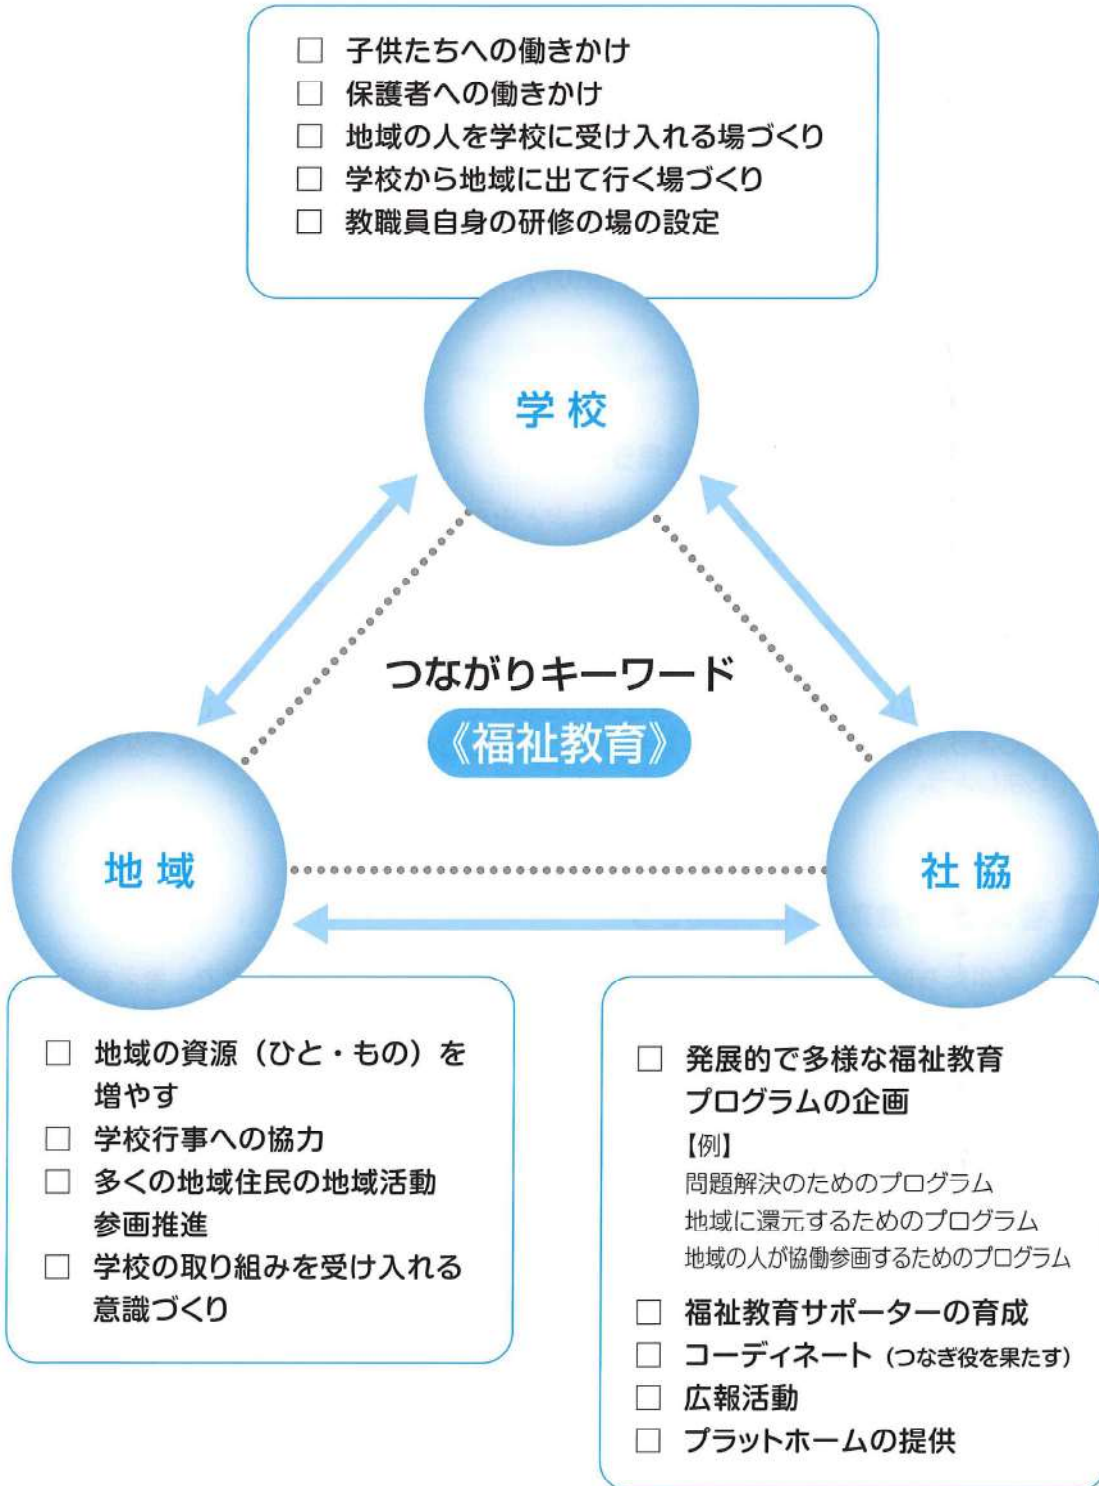 □ 子供たちへの働きかけ
□ 保護者への働きかけ
□ 地域の人を学校に受け入れる場づくり
□ 学校から地域に出て行く場づくり
□ 教職員自身の研修の場の設定
学校
つながりキーワード
《福祉教育》
地域
社協
□ 地域の資源（ひと・もの）を
増やす
□ 学校行事への協力
□ 多くの地域住民の地域活動
参画推進
□ 学校の取り組みを受け入れる
意識づくり
□ 発展的で多様な福祉教育
プログラムの企画
【例】
問題解決のためのプログラム
地域に還元するためのプログラム
地域の人が協働参画するためのプログラム
□ 福祉教育サポーターの育成
□ コーディネート（つなぎ役を果たす）
□ 広報活動
□ プラットホームの提供